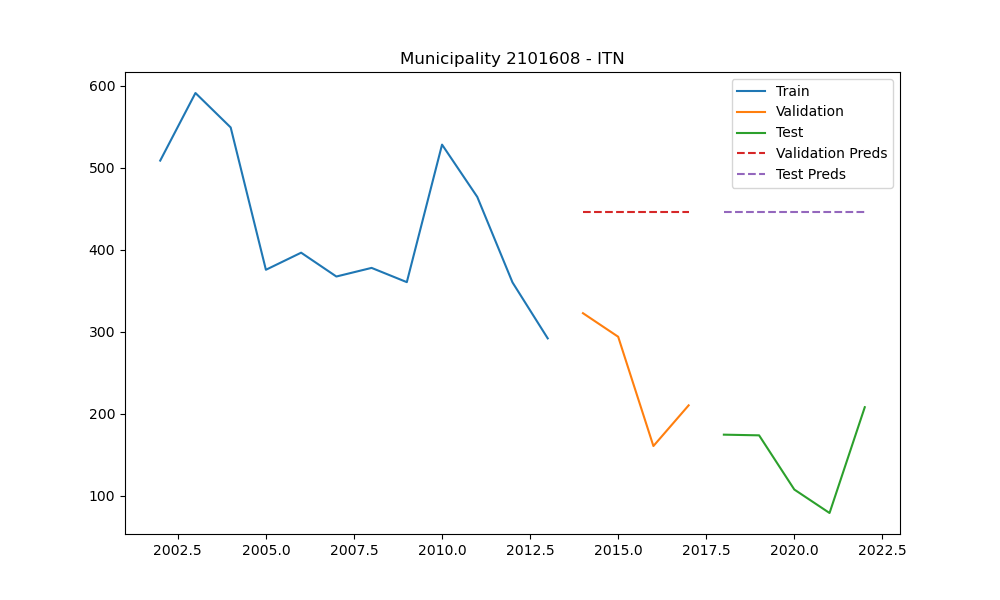 Municipality 2101608 - ITN
600
500
400
300
200
100
Train
Validation
Test
Validation Preds
Test Preds
2002.5 2005.0 2007.5 2010.0 2012.5 2015.0 2017.5 2020.0 2022.5